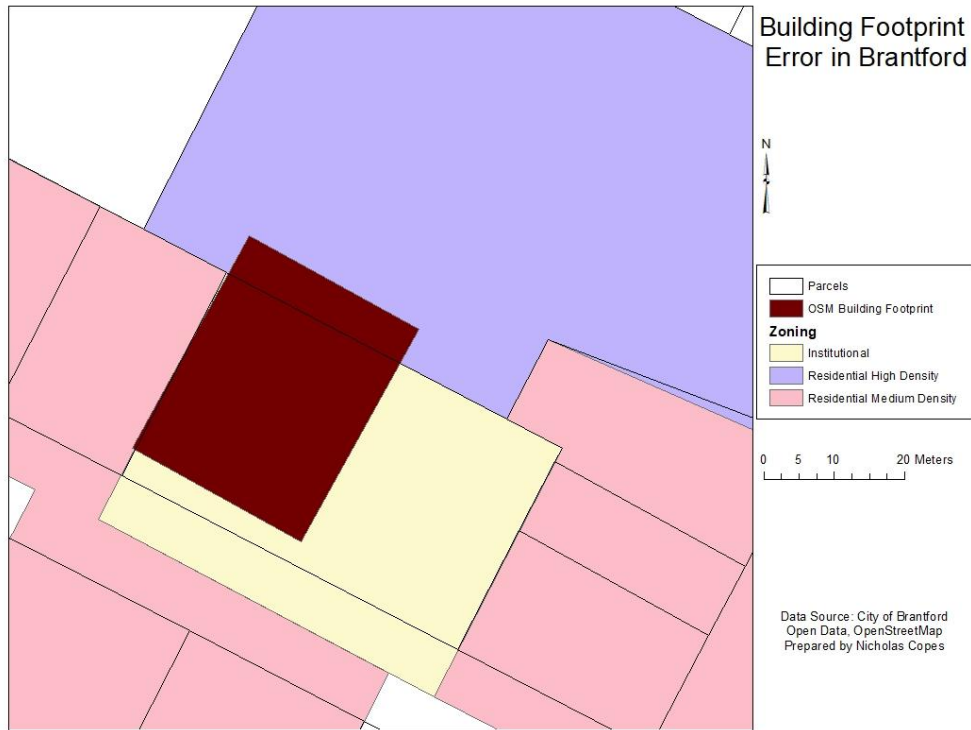 Building Footprint
Error in Brantford
N
Parcels
OSM Building Footprint
Zoning
Institutional
Residential High Density
Residential Medium Density
0 5 10 20 Meters
Data Source: City of Brantford
Open Data, OpenStreetMap
Prepared by Nicholas Copes